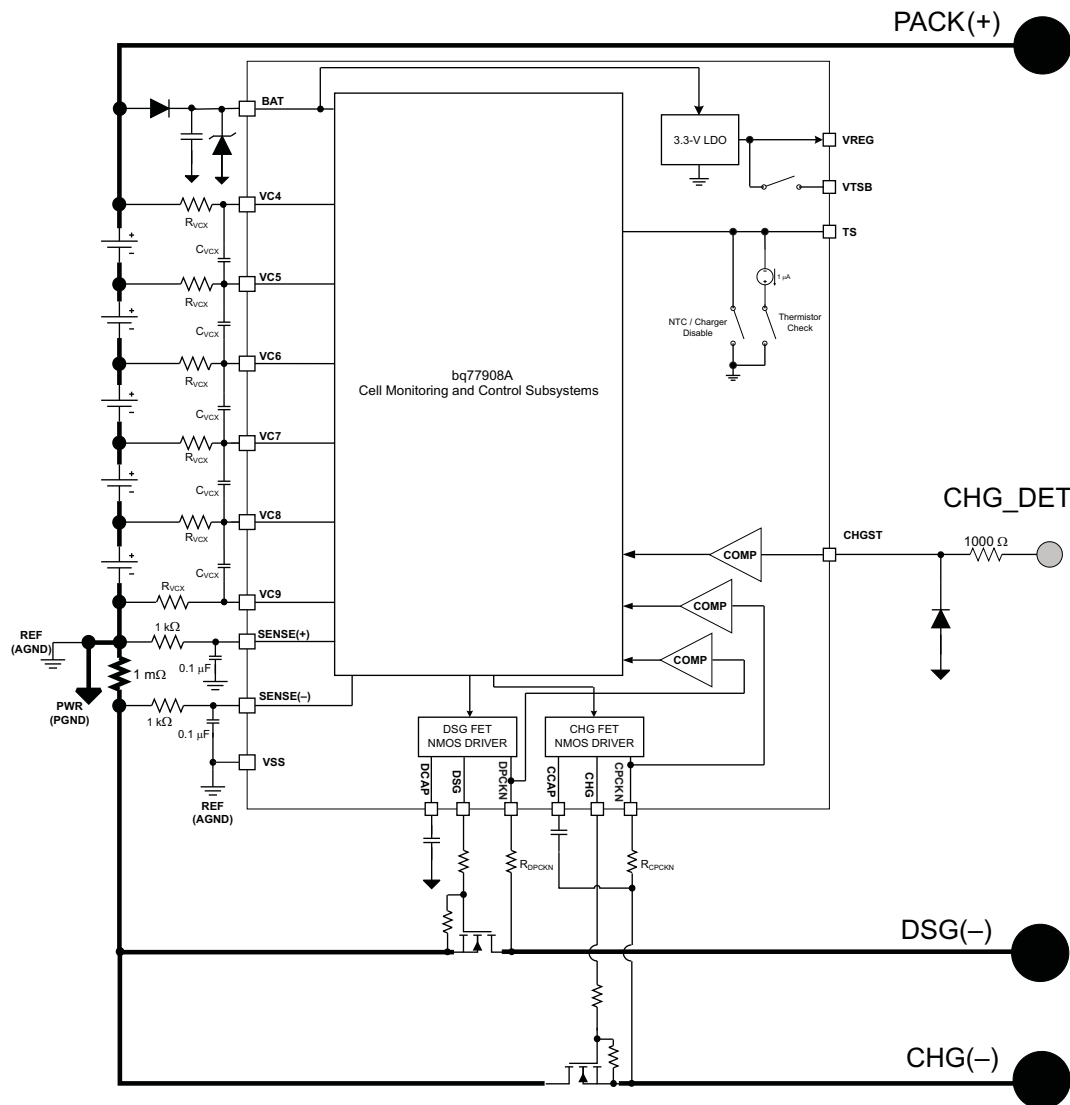 PACK(+)
BAT
3.3-V LDO
VREG
VTSB
VC4
RVCX
TS
+
-
CVCX
1 µA
-
+
VC5
RVCX
NTC / Charger
Disable
Thermistor
Check
+
-
CVCX
VC6
RVCX
bq77908A
Cell Monitoring and Control Subsystems
+
-
CVCX
VC7
RVCX
+
-
CVCX
CHG_DET
VC8
RVCX
CHGST
1000 Ω
COMP
+
-
CVCX
RVCX
VC9
COMP
1 kΩ
SENSE(+)
REF
(AGND)
0.1 µF
COMP
1 mΩ
PWR
(PGND)
SENSE(–)
1 kΩ
0.1 µF
DSG FET
NMOS DRIVER
CHG FET
NMOS DRIVER
VSS
DCAP
DSG
DPCKN
CCAP
CHG
CPCKN
REF
(AGND)
RDPCKN
RCPCKN
DSG(–)
CHG(–)